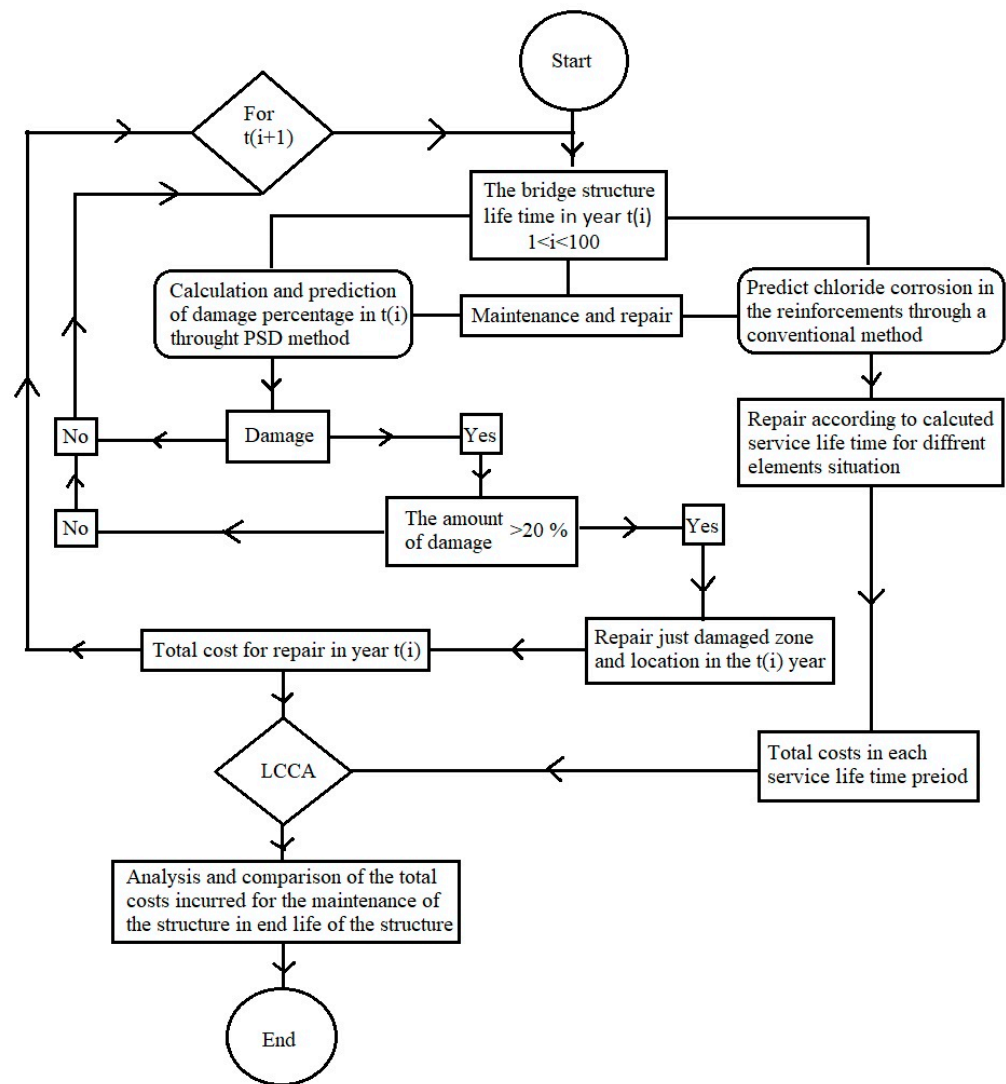 Start
For
t(i+1)
The bridge structure
life time in year t(i)
1<i<100
Calculation and prediction
of damage percentage in t(i)
throught PSD method
Maintenance and repair
Predict chloride corrosion in
the reinforcements through a
conventional method
No
Damage
Yes
Repair according to calcuted
service life time for diffrent
elements situation
No
The amount
of damage >20 %
Yes
Total cost for repair in year t(i)
Repair just damaged zone
and location in the t(i) year
LCCA
Total costs in each
service life time preiod
Analysis and comparison of the total
costs incurred for the maintenance of
the structure in end life of the structure
End